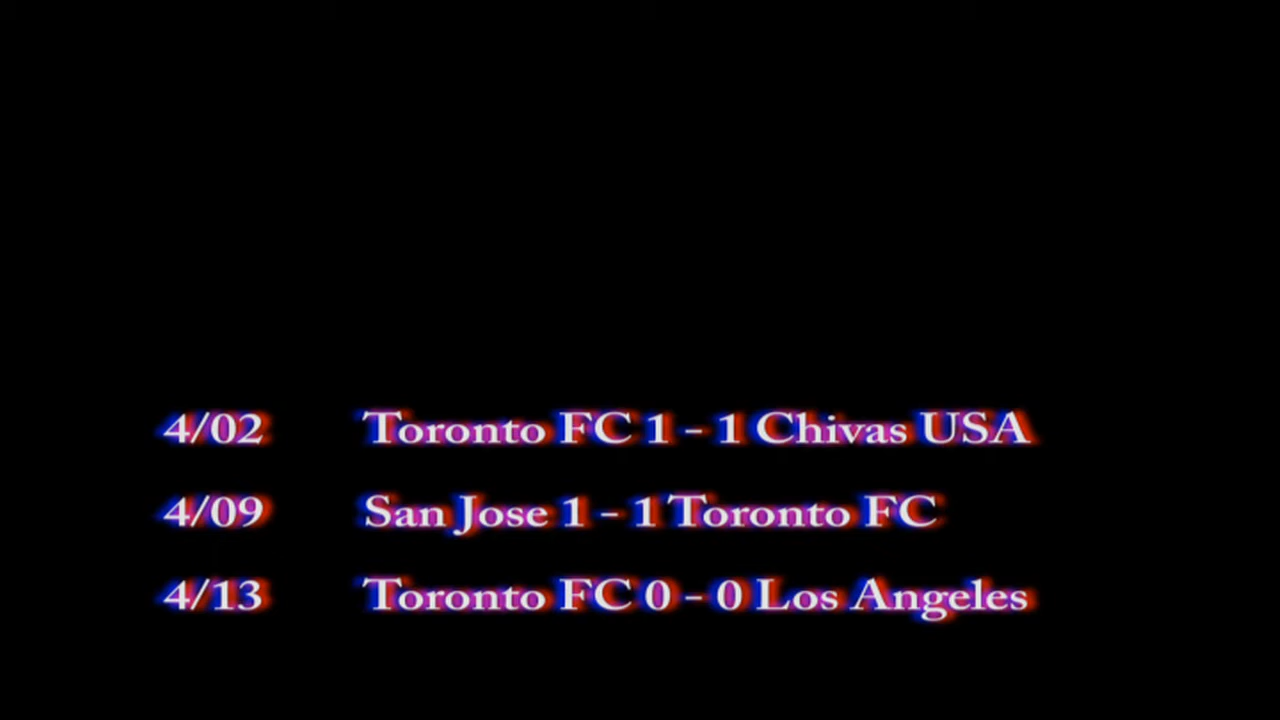 4/02 Toronto FC 1 - 1 Chivas USA
4/09 San Jose 1 - 1 Toronto FC
4/13 Toronto FC 0 - 0 Los Angeles